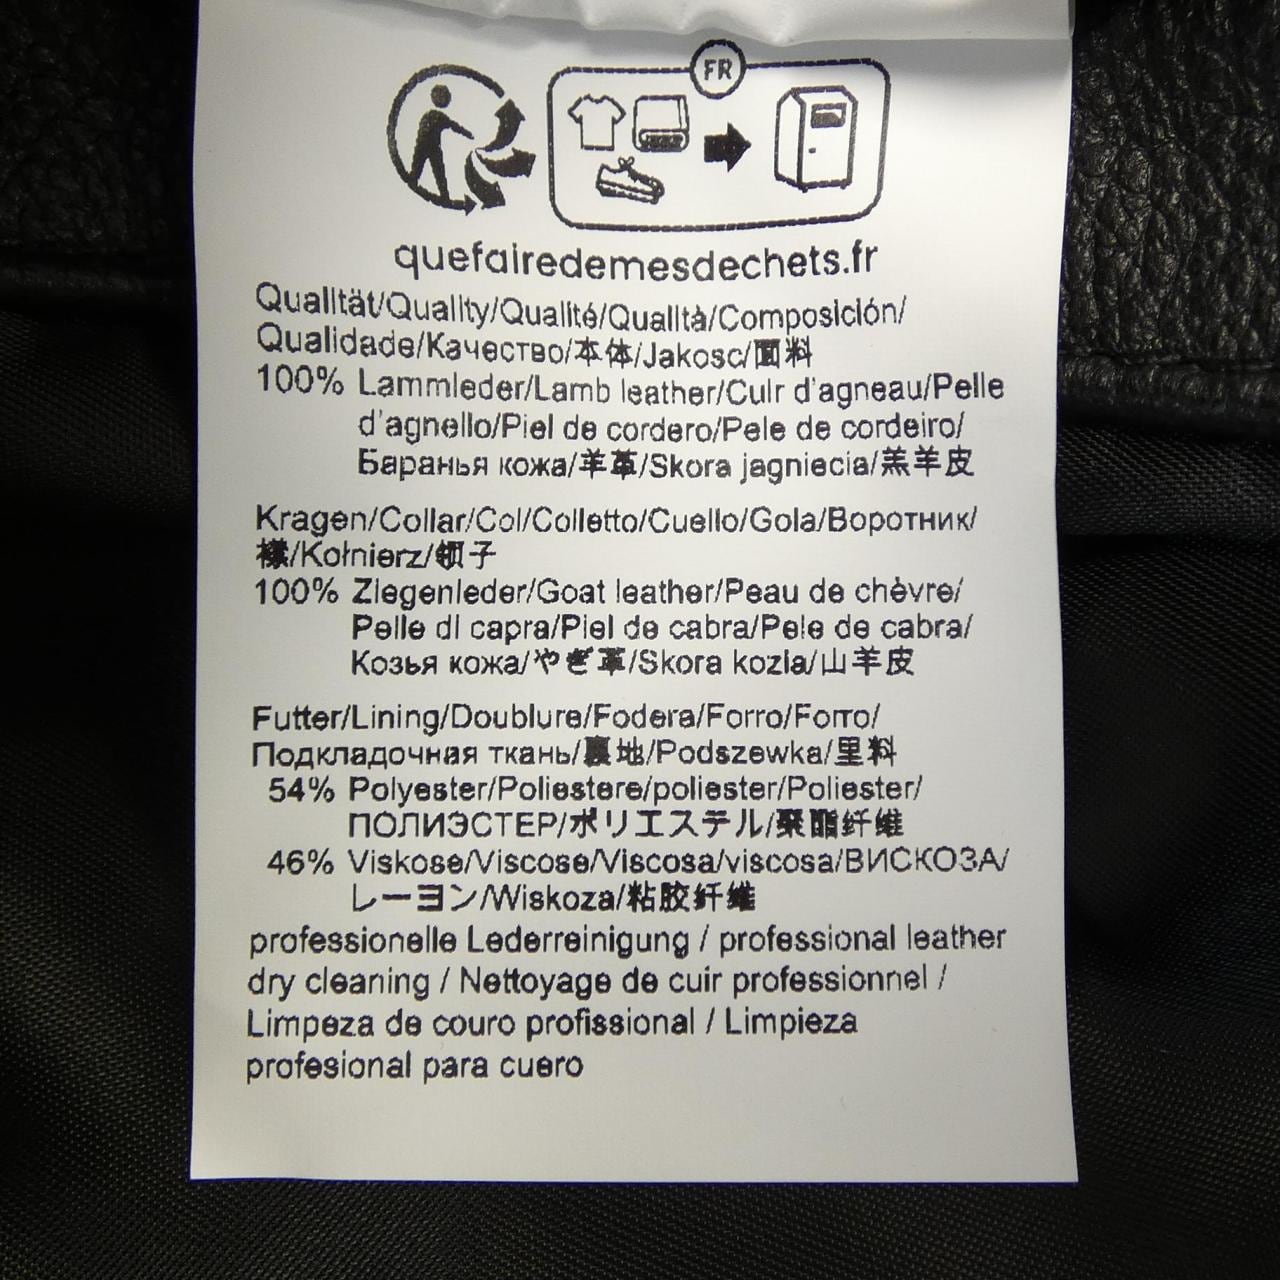 FR
quefairedemesdechets.fr
Qualität/Quality/Qualité/Qualità/Composición/
Qualidade/Качество/本体/Jakosc/面料
100% Lammleder/Lamb leather/Cuir d'agneau/Pelle
d'agnello/Piel de cordero/Pele de cordeiro/
Баранья кожа/羊革/Skora jagniecia/羔羊皮
Kragen/Collar/Col/Colletto/Cuello/Gola/Воротник/
襟/Kołnierz/领子
100% Ziegenleder/Goat leather/Peau de chèvre/
Pelle di capra/Piel de cabra/Pele de cabra/
Козья кожа/やぎ革/Skora kozia/山羊皮
Futter/Lining/Doublure/Fodera/Forro/Forro/
Подкладочная ткань/裏地/Podszewka/里料
54% Polyester/Poliestere/poliester/Poliester/
ПОЛИЭСТЕР/ポリエステル/聚酯纤维
46% Viskose/Viscose/Viscosa/viscosa/ВИСКОЗА/
レーヨン/Wiskoza/粘胶纤维
professionelle Lederreinigung / professional leather
dry cleaning / Nettoyage de cuir professionnel /
Limpeza de couro profissional / Limpieza
profesional para cuero